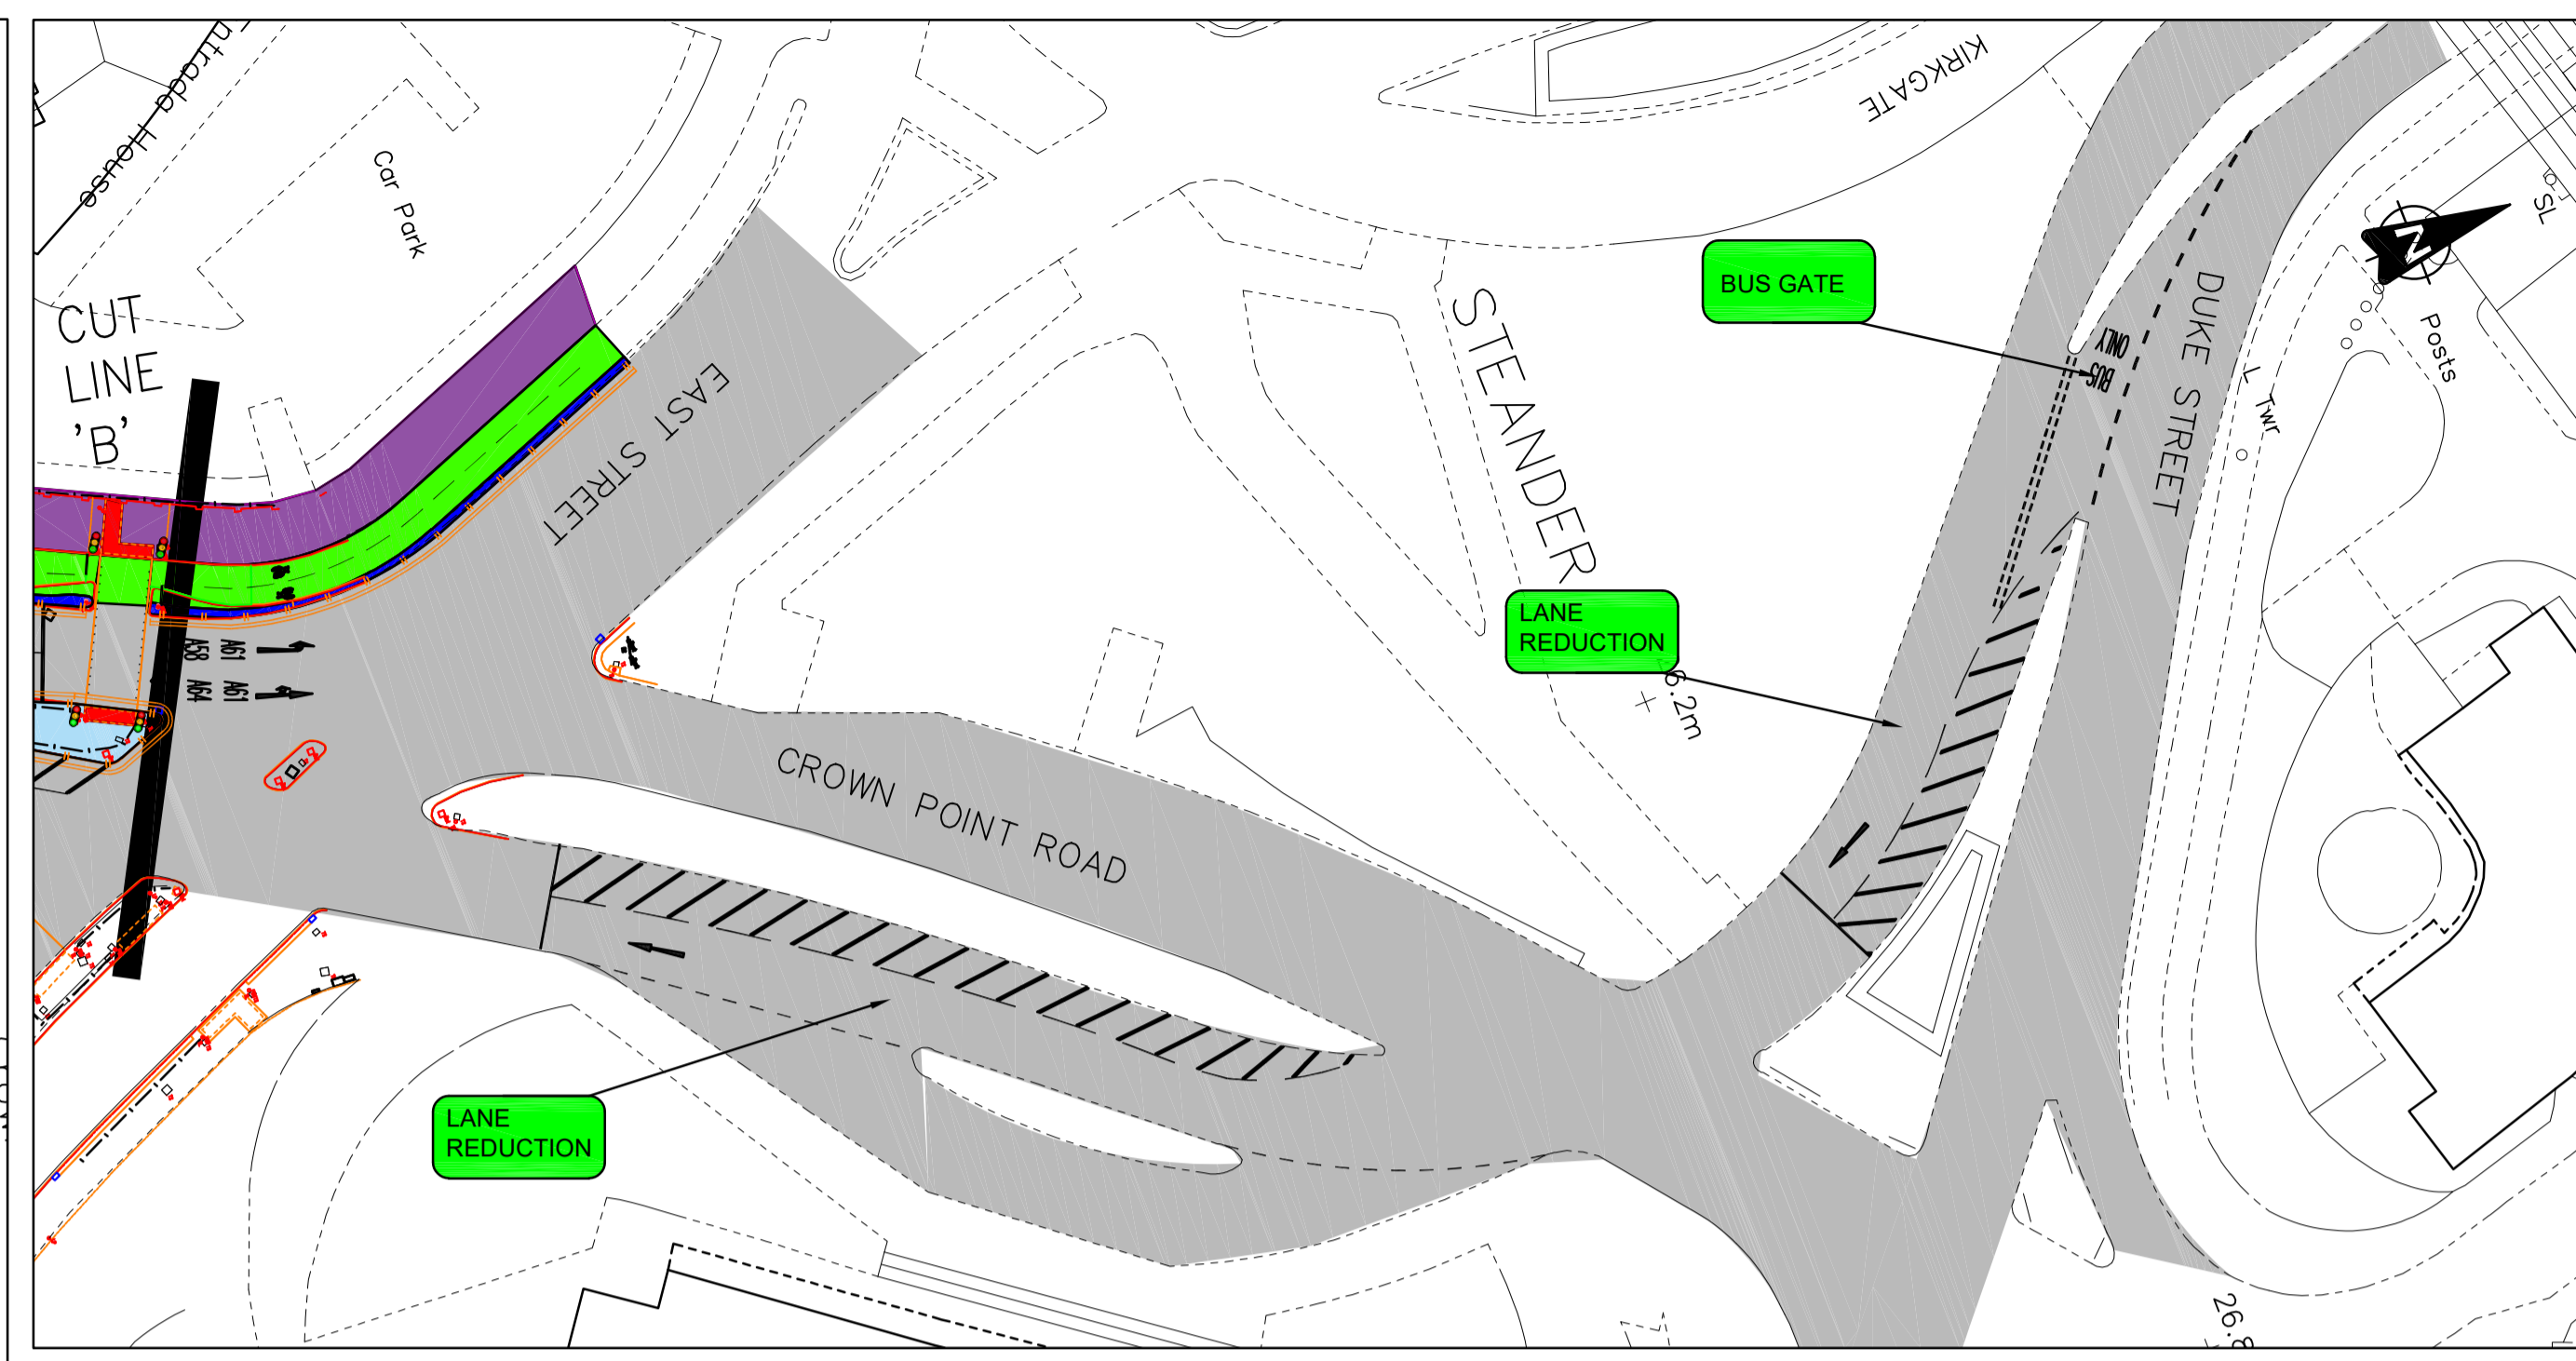 Entrada House
Car Park
CUT
LINE
'B'
EAST STREET
A58 A61
A64 A61
CROWN POINT ROAD
LANE
REDUCTION
STEANDER
KIRKGATE
BUS GATE
LANE
REDUCTION
6.2m
BUS
ONLY
DUKE STREET
N
SL
Posts
L Twr
26.8